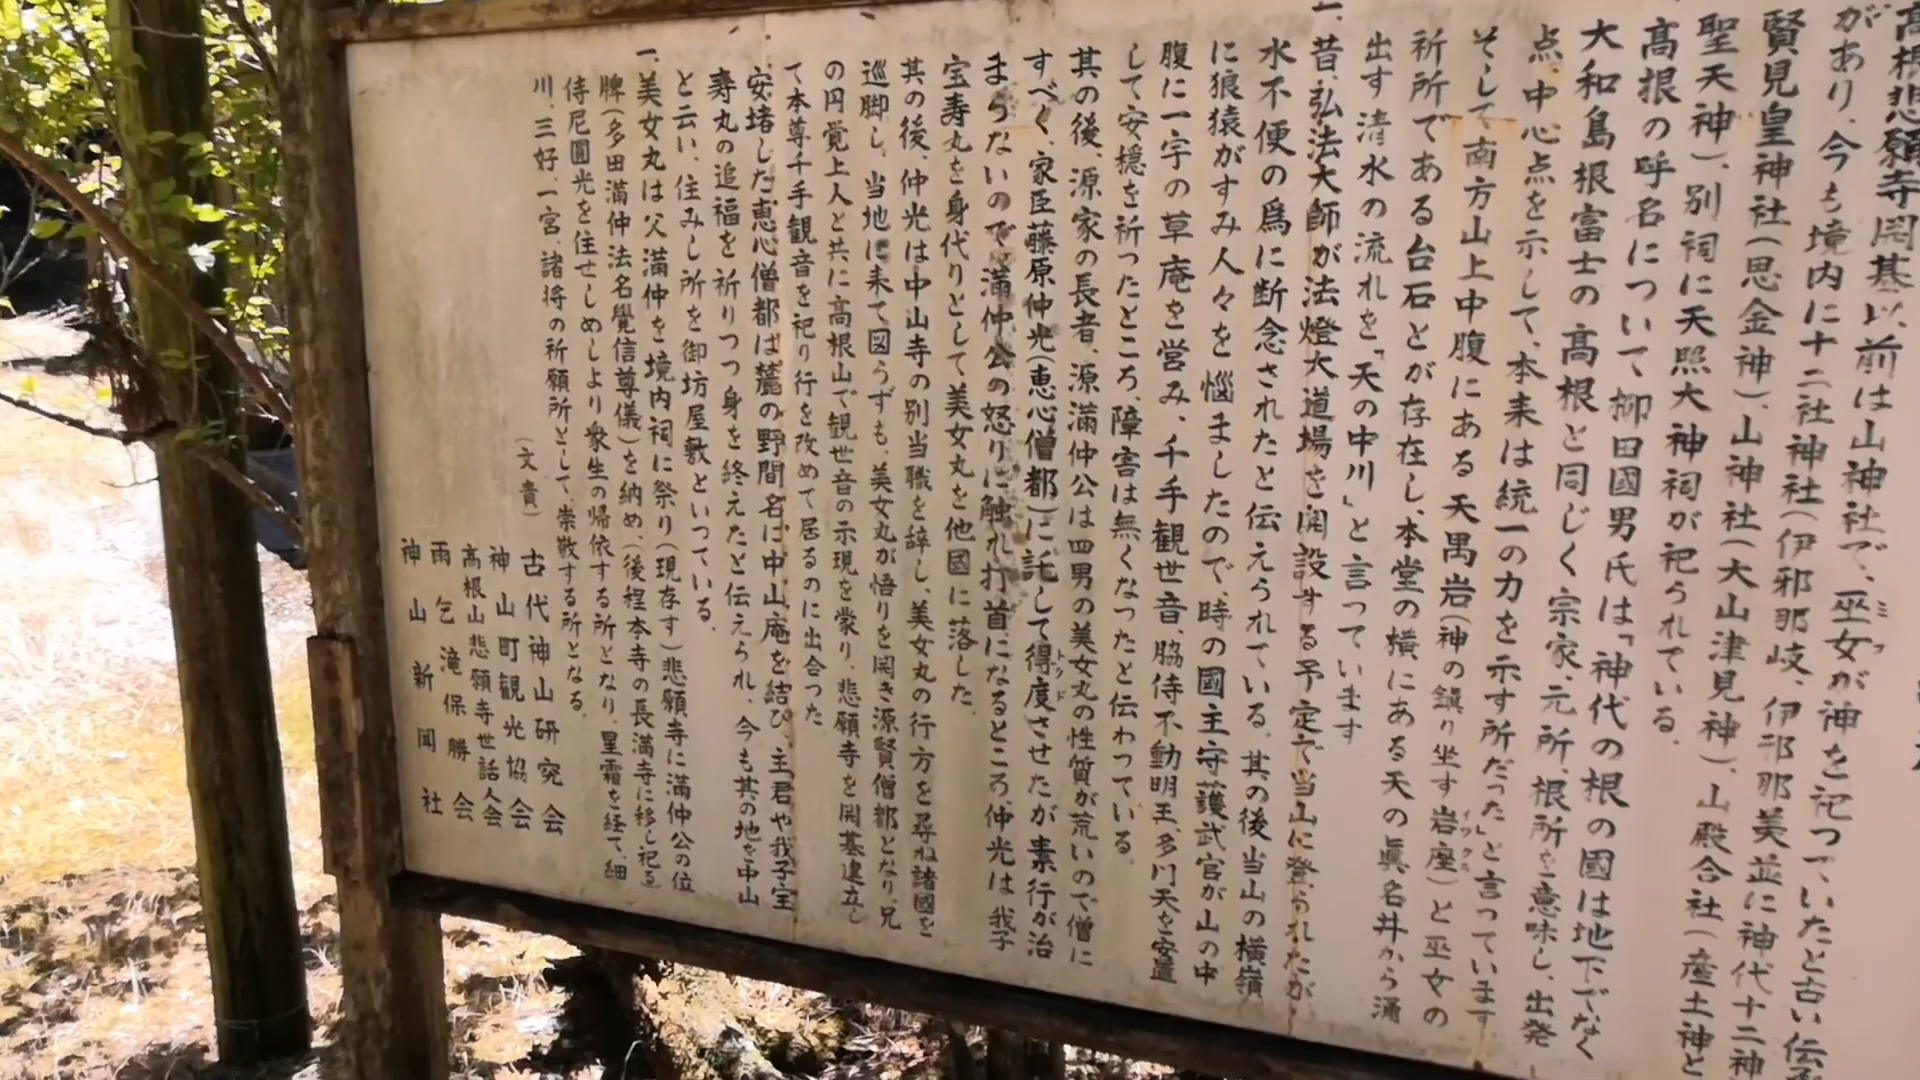 高根悲願寺開基以前は山神社で、巫女が神を祀っていたと古い伝
があり、今も境内に十二社神社(伊邪那岐、伊邪那美並に神代十二神
賢見皇神社(思金神)、山神社(大山津見神)、山殿合社(産土神と
聖天神)、別祠に天照大神祠が祀られている。
高根の呼名について柳田國男氏は「神代の根の國は地下でなく
大和島根富士の高根と同じく宗家、元所根所を意味し、出発
点、中心点を示して、本来は統一の力を示す所だった」と言っています
そして南方山上中腹にある天禺岩(神の鎮り坐す岩座)と巫女の
祈所である台石とが存在し、本堂の横にある天の眞名井から涌
出す清水の流れを「天の中川」と言っています
一、昔、弘法大師が法燈大道場を開設する予定で当山に登られたが
水不便の為に断念されたと伝えられている。其の後当山の横嶺
に狼猿がすみ人々を悩ましたので、時の國主守護武官が山の中
腹に一宇の草庵を営み、千手観世音、脇侍不動明王、多聞天を安置
して安穏を祈ったところ、障害は無くなったと伝わっている。
其の後、源家の長者、源満仲公は四男の美女丸の性質が荒いので僧に
すべく、家臣藤原仲光(恵心僧都)に託して得度させたが素行が治
まらないので満仲公の怒りに触れ打首になるところ、仲光は我子
宝寿丸を身代りとして美女丸を他國に落した。
其の後、仲光は中山寺の別当職を辞し、美女丸の行方を尋ね諸國を
巡脚し、当地に来て図らずも、美女丸が悟りを開き源賢僧都となり、兄
の円覚上人と共に高根山で観世音の示現を蒙り、悲願寺を開基建立し
て本尊千手観音を祀り行を改めて居るのに出合った
安堵した恵心僧都は麓の野間名に中山庵を結び、主君や我子宝
寿丸の追福を祈りつつ身を終えたと伝えられ、今も其の地を中山
と云い、住みし所を御坊屋敷といっている。
一、美女丸は父満仲を境内祠に祭り(現存す)悲願寺に満仲公の位
牌(多田満仲法名覺信尊儀)を納め、(後程本寺の長満寺に移し祀る
侍尼圓光を住せしめしより衆生の帰依する所となり、星霜を経て、細
川、三好、一宮、諸将の祈願所として、崇敬する所となる。
(文責)
古代神山研究会
神山町観光協会
高根山悲願寺世話人会
雨乞滝保勝会
神山新聞社